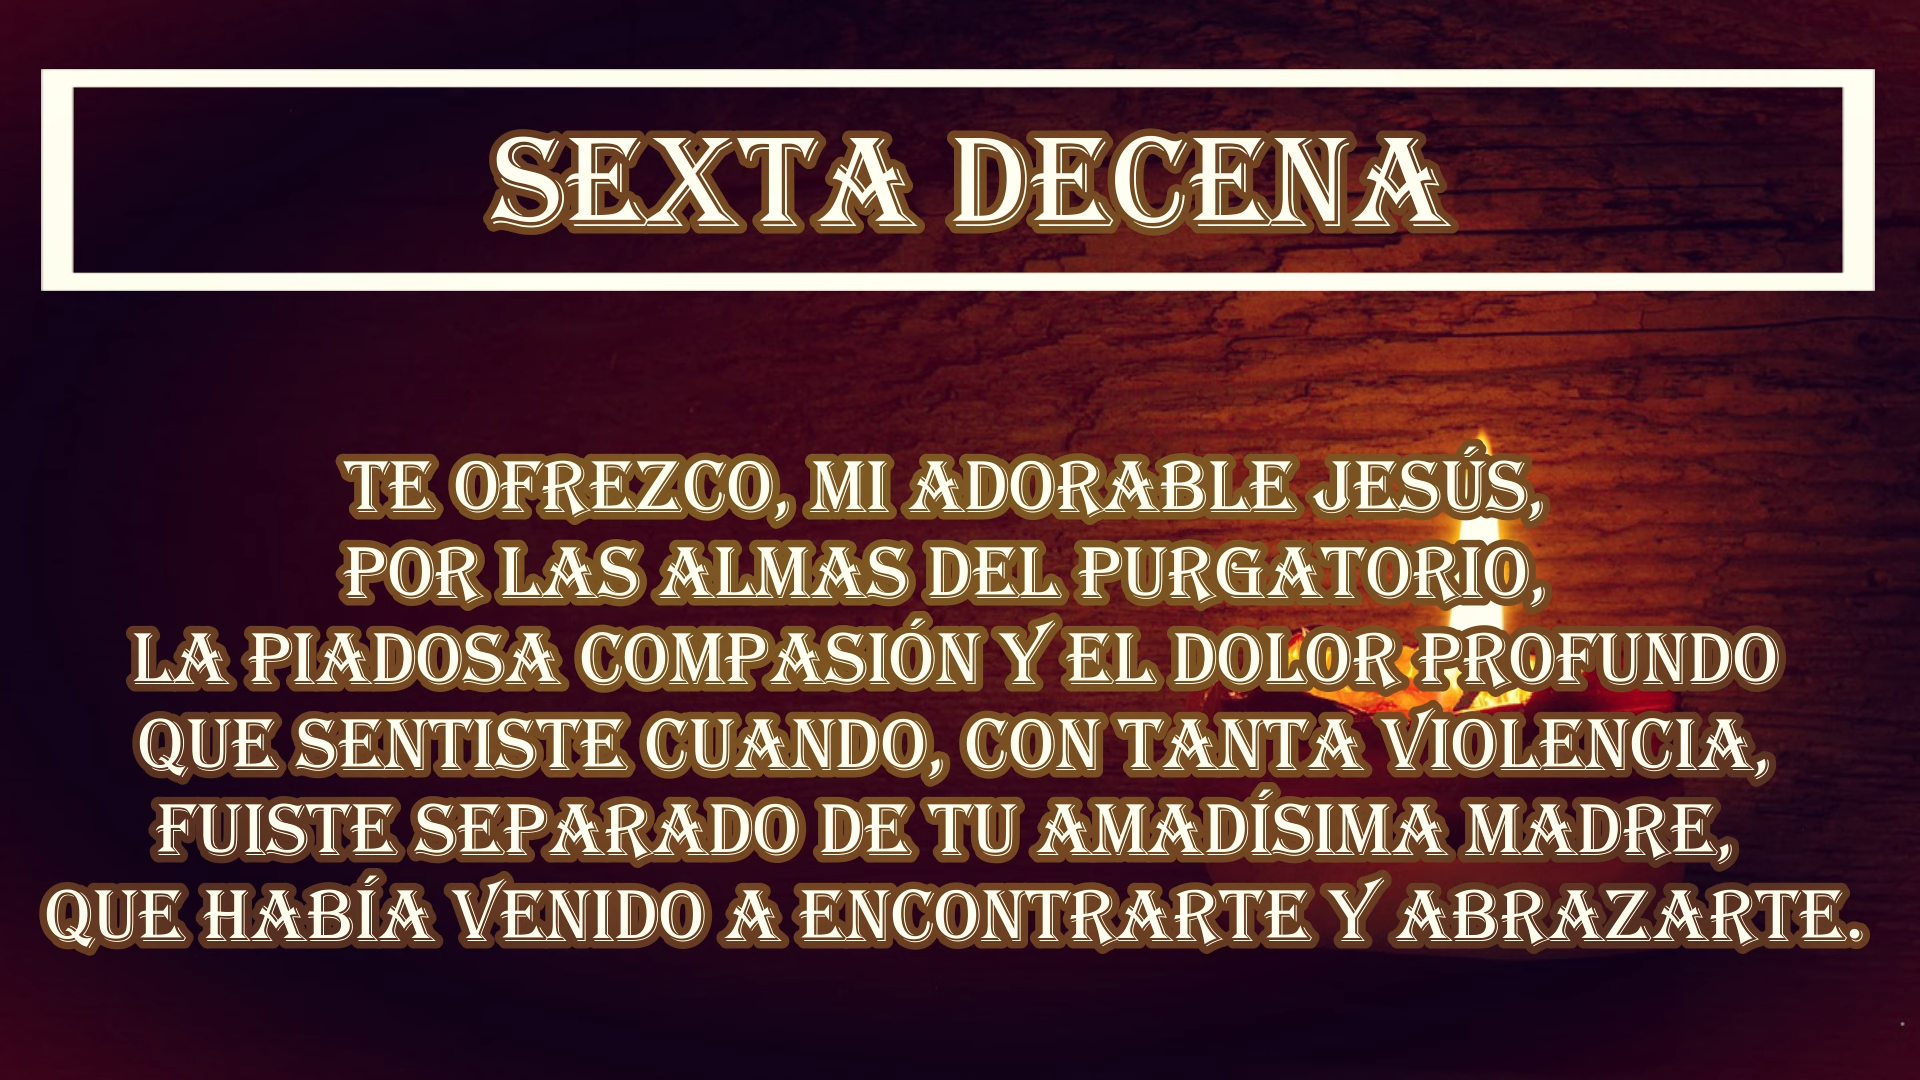 SEXTA DECENA
TE OFREZCO, MI ADORABLE JESÚS,
POR LAS ALMAS DEL PURGATORIO,
LA PIADOSA COMPASIÓN Y EL DOLOR PROFUNDO
QUE SENTISTE CUANDO, CON TANTA VIOLENCIA,
FUISTE SEPARADO DE TU AMADÍSIMA MADRE,
QUE HABÍA VENIDO A ENCONTRARTE Y ABRAZARTE.